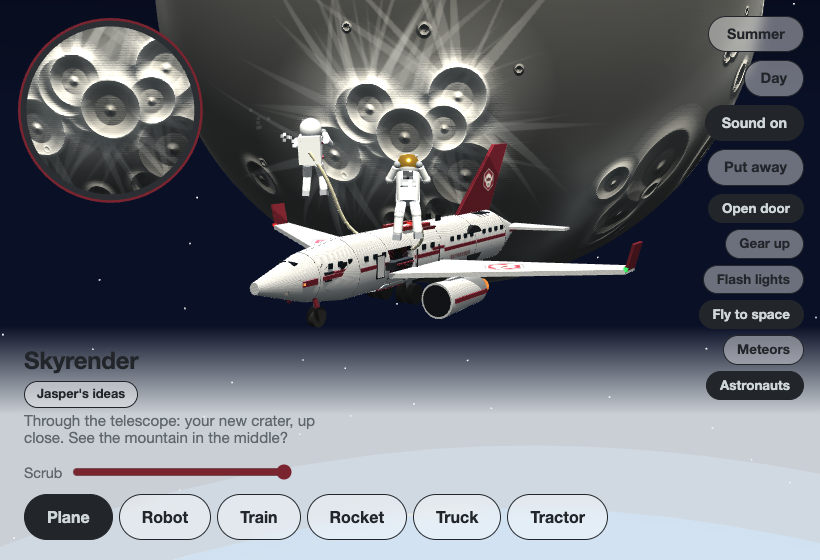 Summer
Day
Sound on
Put away
Open door
Gear up
Flash lights
Fly to space
Meteors
Astronauts
Skyrender
Jasper's ideas
Through the telescope: your new crater, up
close. See the mountain in the middle?
Scrub
Plane
Robot
Train
Rocket
Truck
Tractor